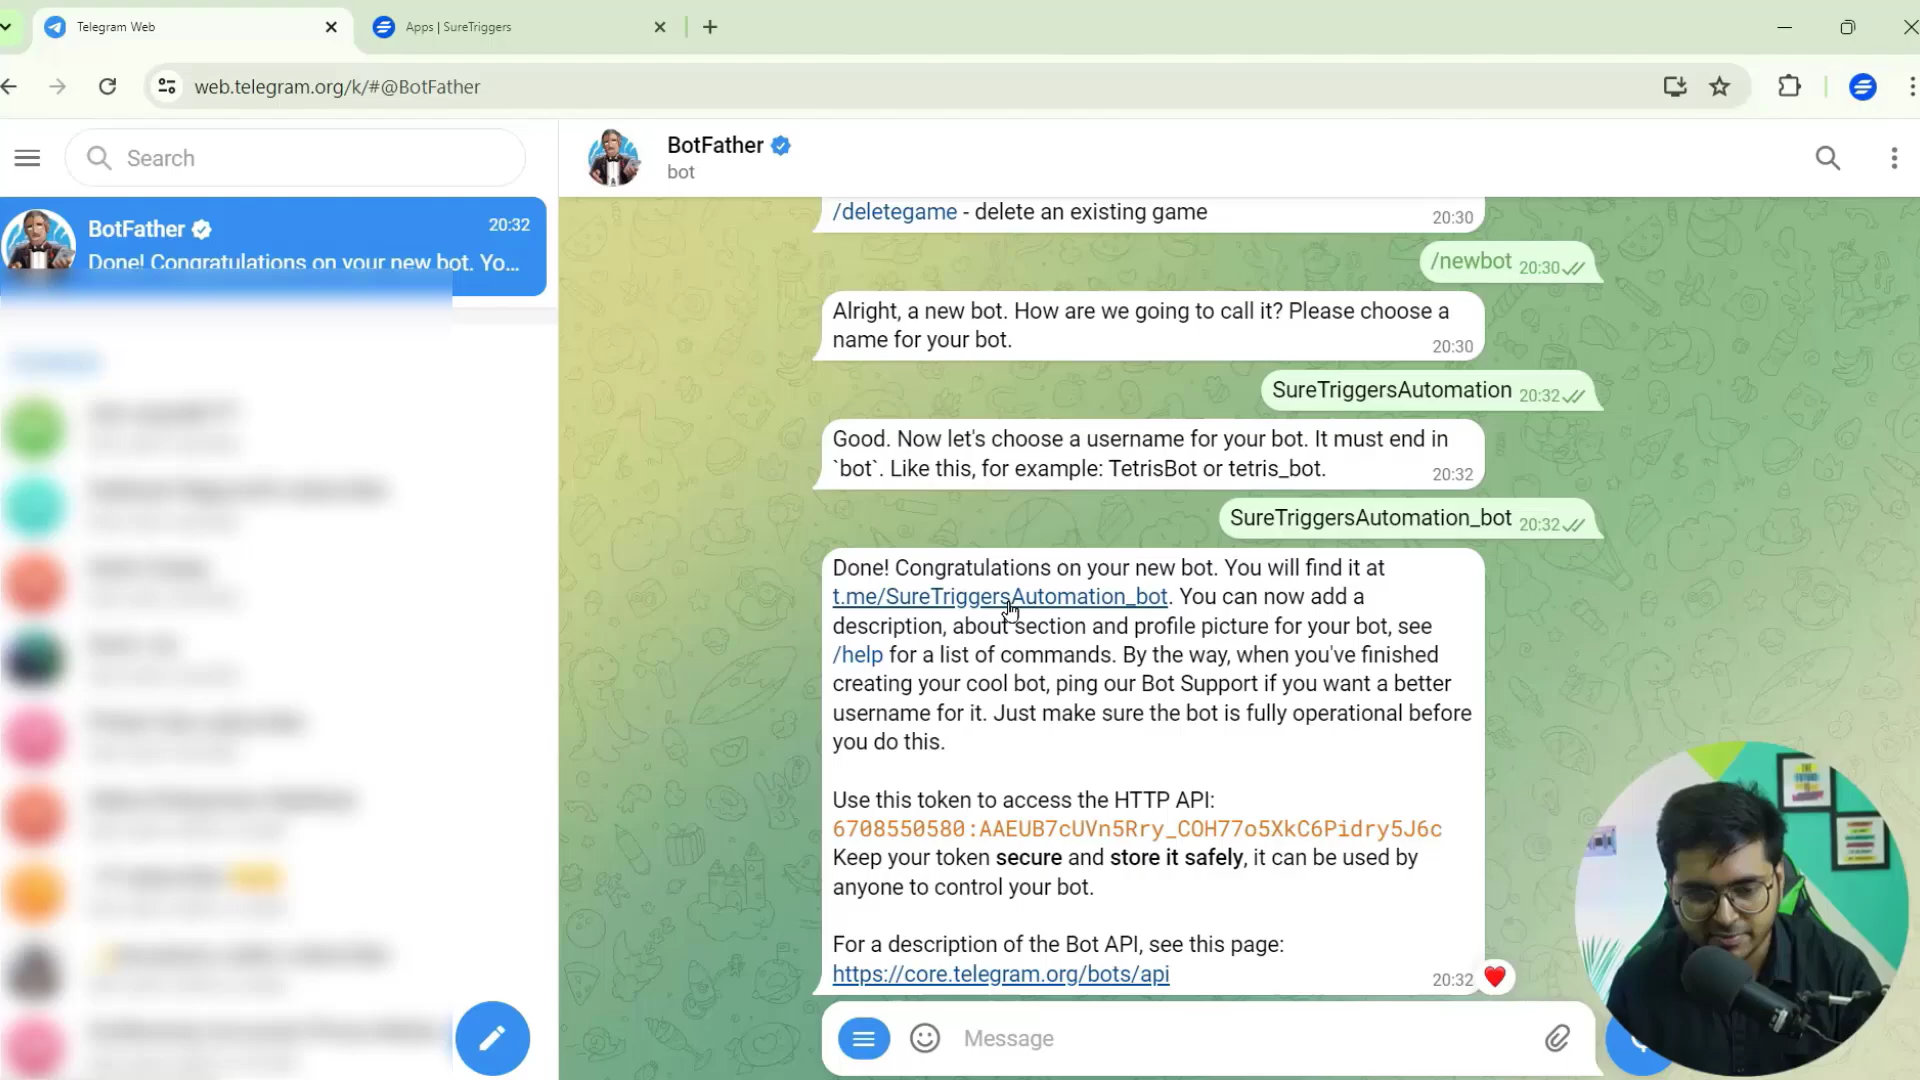 Telegram Web
Apps | SureTriggers
web.telegram.org/k/#@BotFather
Search
BotFather
bot
BotFather 20:32
Done! Congratulations on your new bot. Yo...
/deletegame - delete an existing game
20:30
/newbot 20:30
Alright, a new bot. How are we going to call it? Please choose a
name for your bot.
20:30
SureTriggersAutomation 20:32
Good. Now let's choose a username for your bot. It must end in
`bot`. Like this, for example: TetrisBot or tetris_bot.
20:32
SureTriggersAutomation_bot 20:32
Done! Congratulations on your new bot. You will find it at
t.me/SureTriggersAutomation_bot. You can now add a
description, about section and profile picture for your bot, see
/help for a list of commands. By the way, when you've finished
creating your cool bot, ping our Bot Support if you want a better
username for it. Just make sure the bot is fully operational before
you do this.
Use this token to access the HTTP API:
6708550580:AAEUB7cUVn5Rry_COH77o5XkC6Pidry5J6c
Keep your token secure and store it safely, it can be used by
anyone to control your bot.
For a description of the Bot API, see this page:
https://core.telegram.org/bots/api
20:32
Message